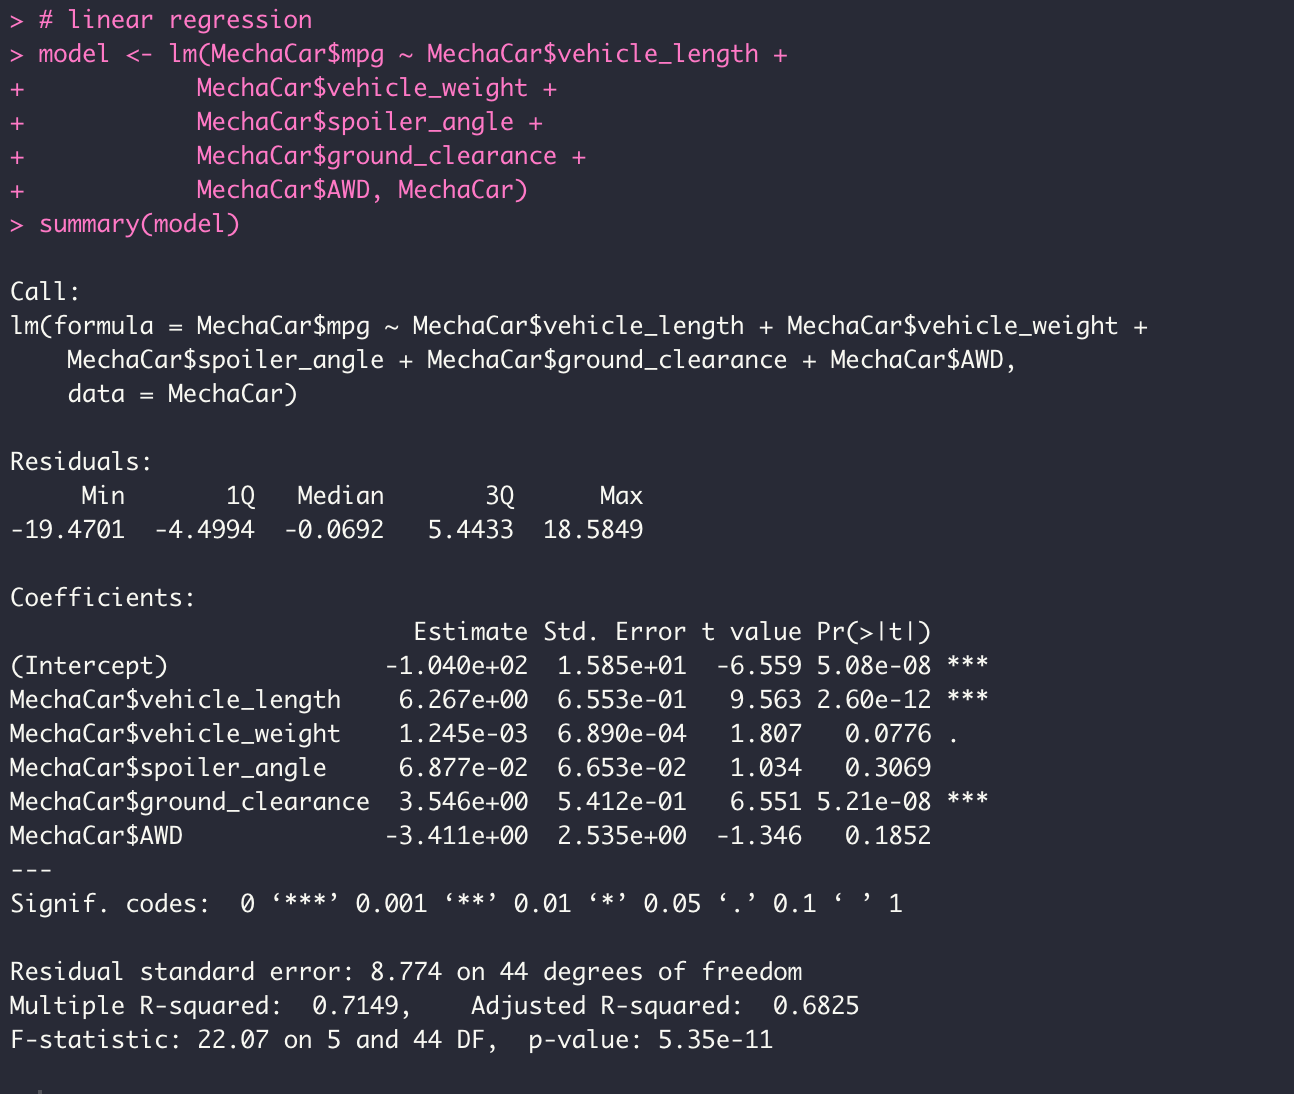 > # linear regression
> model <- lm(MechaCar$mpg ~ MechaCar$vehicle_length +
+            MechaCar$vehicle_weight +
+            MechaCar$spoiler_angle +
+            MechaCar$ground_clearance +
+            MechaCar$AWD, MechaCar)
> summary(model)

Call:
lm(formula = MechaCar$mpg ~ MechaCar$vehicle_length + MechaCar$vehicle_weight +
    MechaCar$spoiler_angle + MechaCar$ground_clearance + MechaCar$AWD,
    data = MechaCar)

Residuals:
     Min       1Q   Median       3Q      Max
-19.4701  -4.4994  -0.0692   5.4433  18.5849

Coefficients:
                            Estimate Std. Error t value Pr(>|t|)
(Intercept)               -1.040e+02  1.585e+01  -6.559 5.08e-08 ***
MechaCar$vehicle_length    6.267e+00  6.553e-01   9.563 2.60e-12 ***
MechaCar$vehicle_weight    1.245e-03  6.890e-04   1.807   0.0776 .
MechaCar$spoiler_angle     6.877e-02  6.653e-02   1.034   0.3069
MechaCar$ground_clearance  3.546e+00  5.412e-01   6.551 5.21e-08 ***
MechaCar$AWD              -3.411e+00  2.535e+00  -1.346   0.1852
---
Signif. codes:  0 ‘***’ 0.001 ‘**’ 0.01 ‘*’ 0.05 ‘.’ 0.1 ‘ ’ 1

Residual standard error: 8.774 on 44 degrees of freedom
Multiple R-squared:  0.7149,    Adjusted R-squared:  0.6825
F-statistic: 22.07 on 5 and 44 DF,  p-value: 5.35e-11